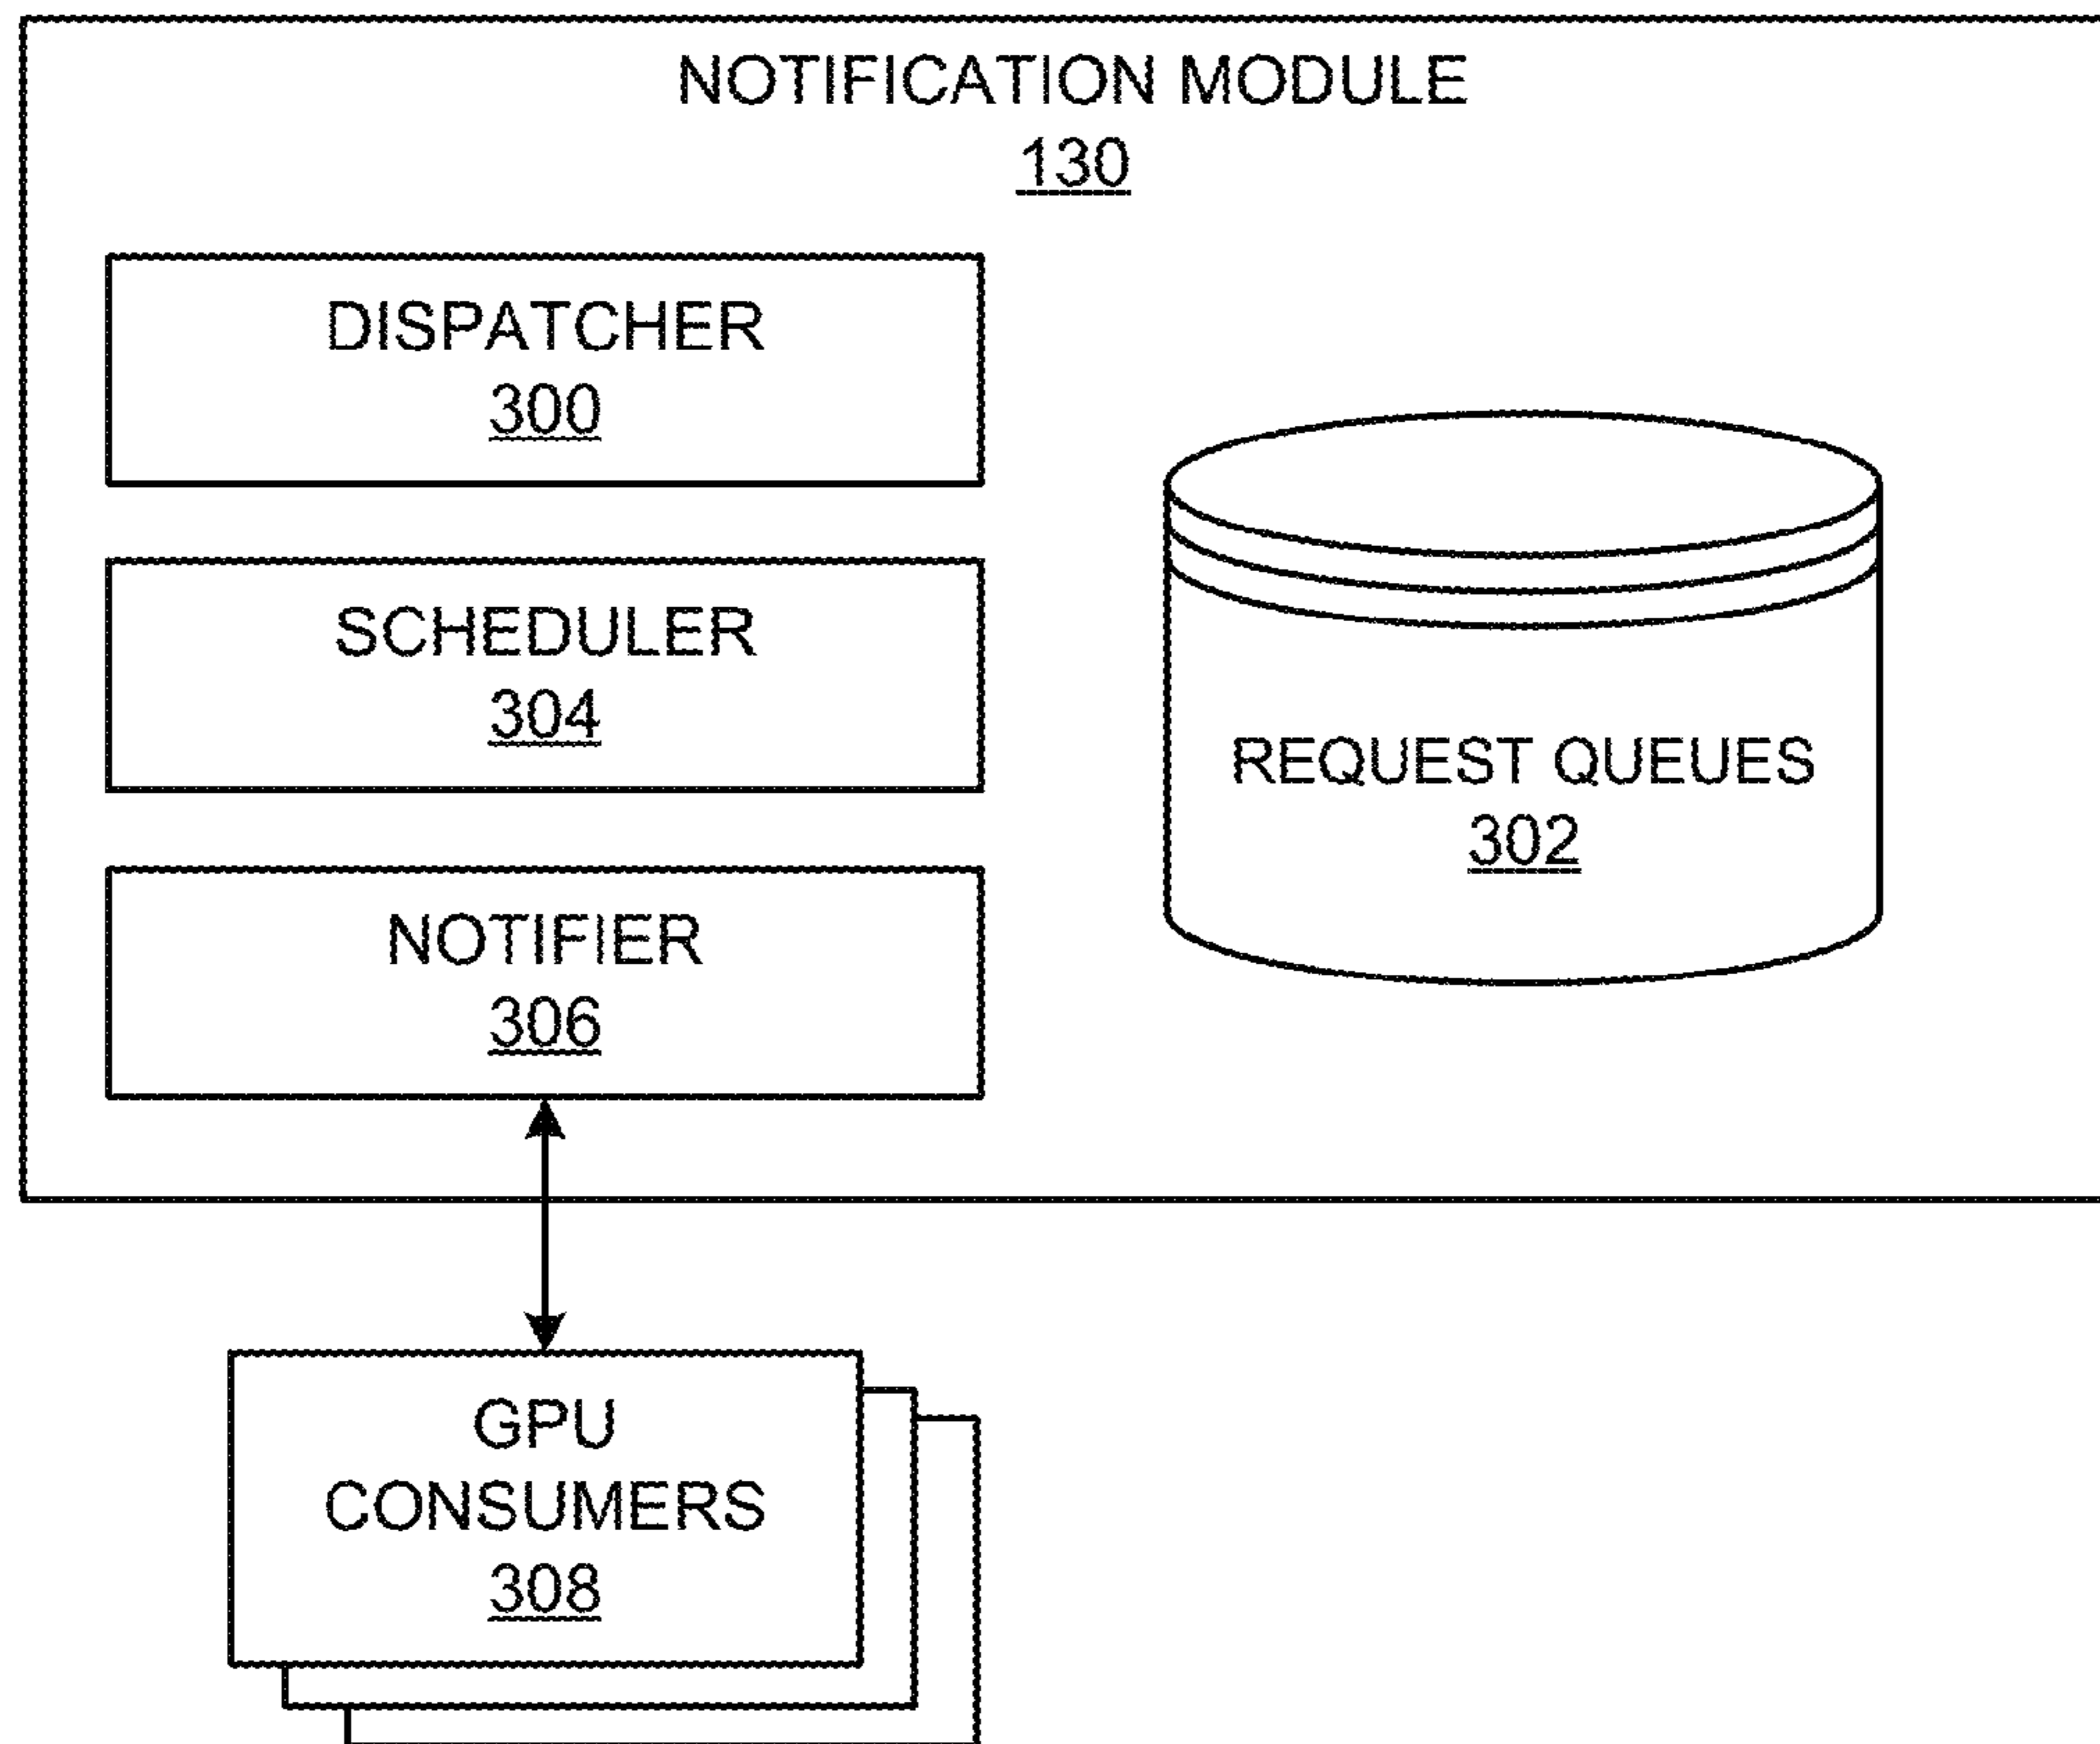 NOTIFICATION MODULE
130
DISPATCHER
300
SCHEDULER
304
NOTIFIER
306
REQUEST QUEUES
302
GPU
CONSUMERS
308